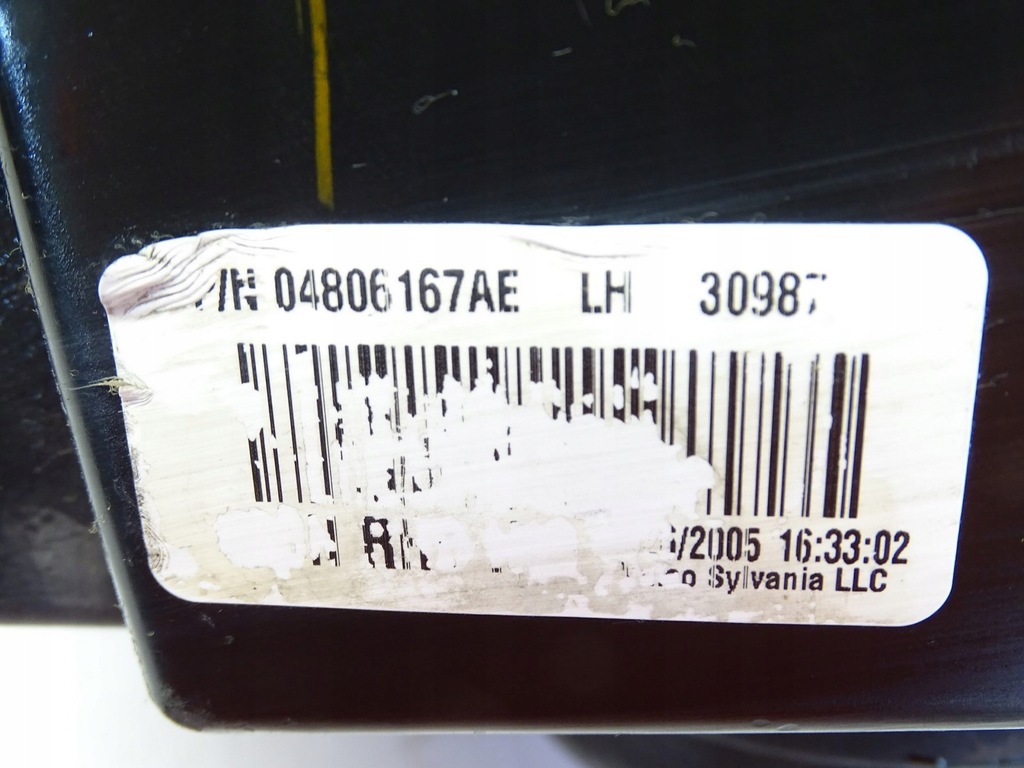 P/N 04806167AE LH 30987
/2005 16:33:02
Sylvania LLC